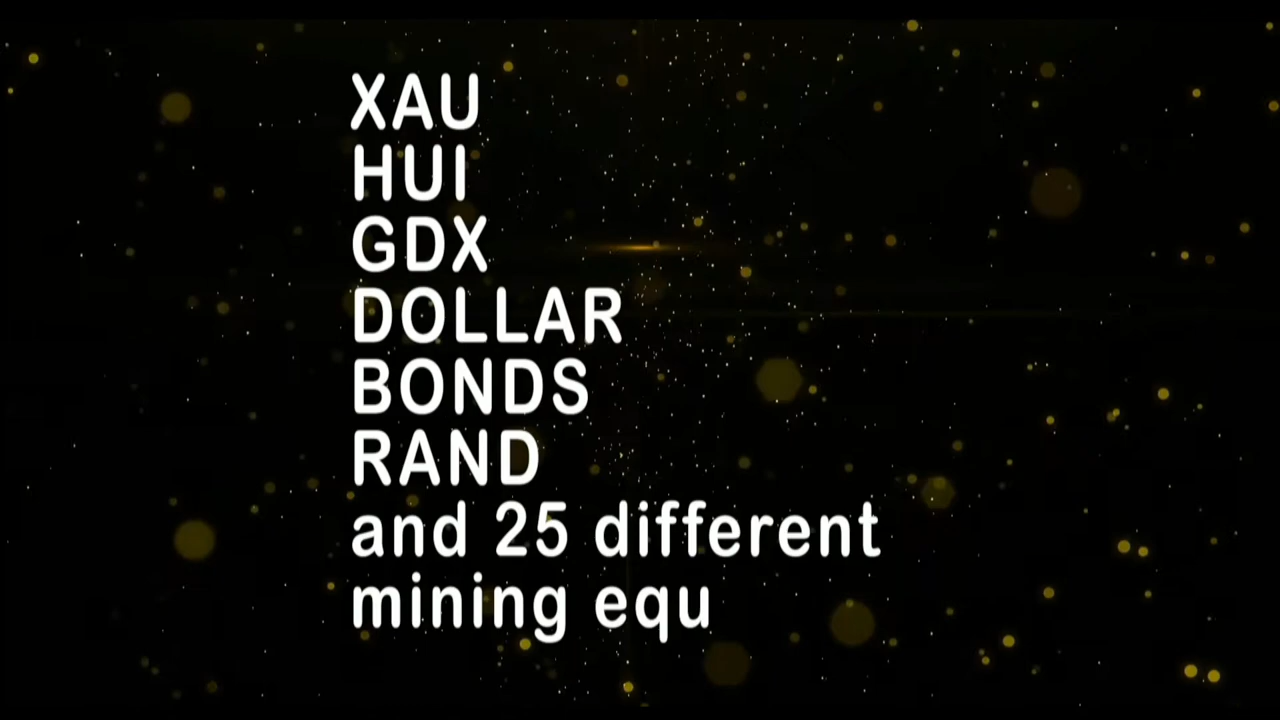 XAU
HUI
GDX
DOLLAR
BONDS
RAND
and 25 different
mining equ